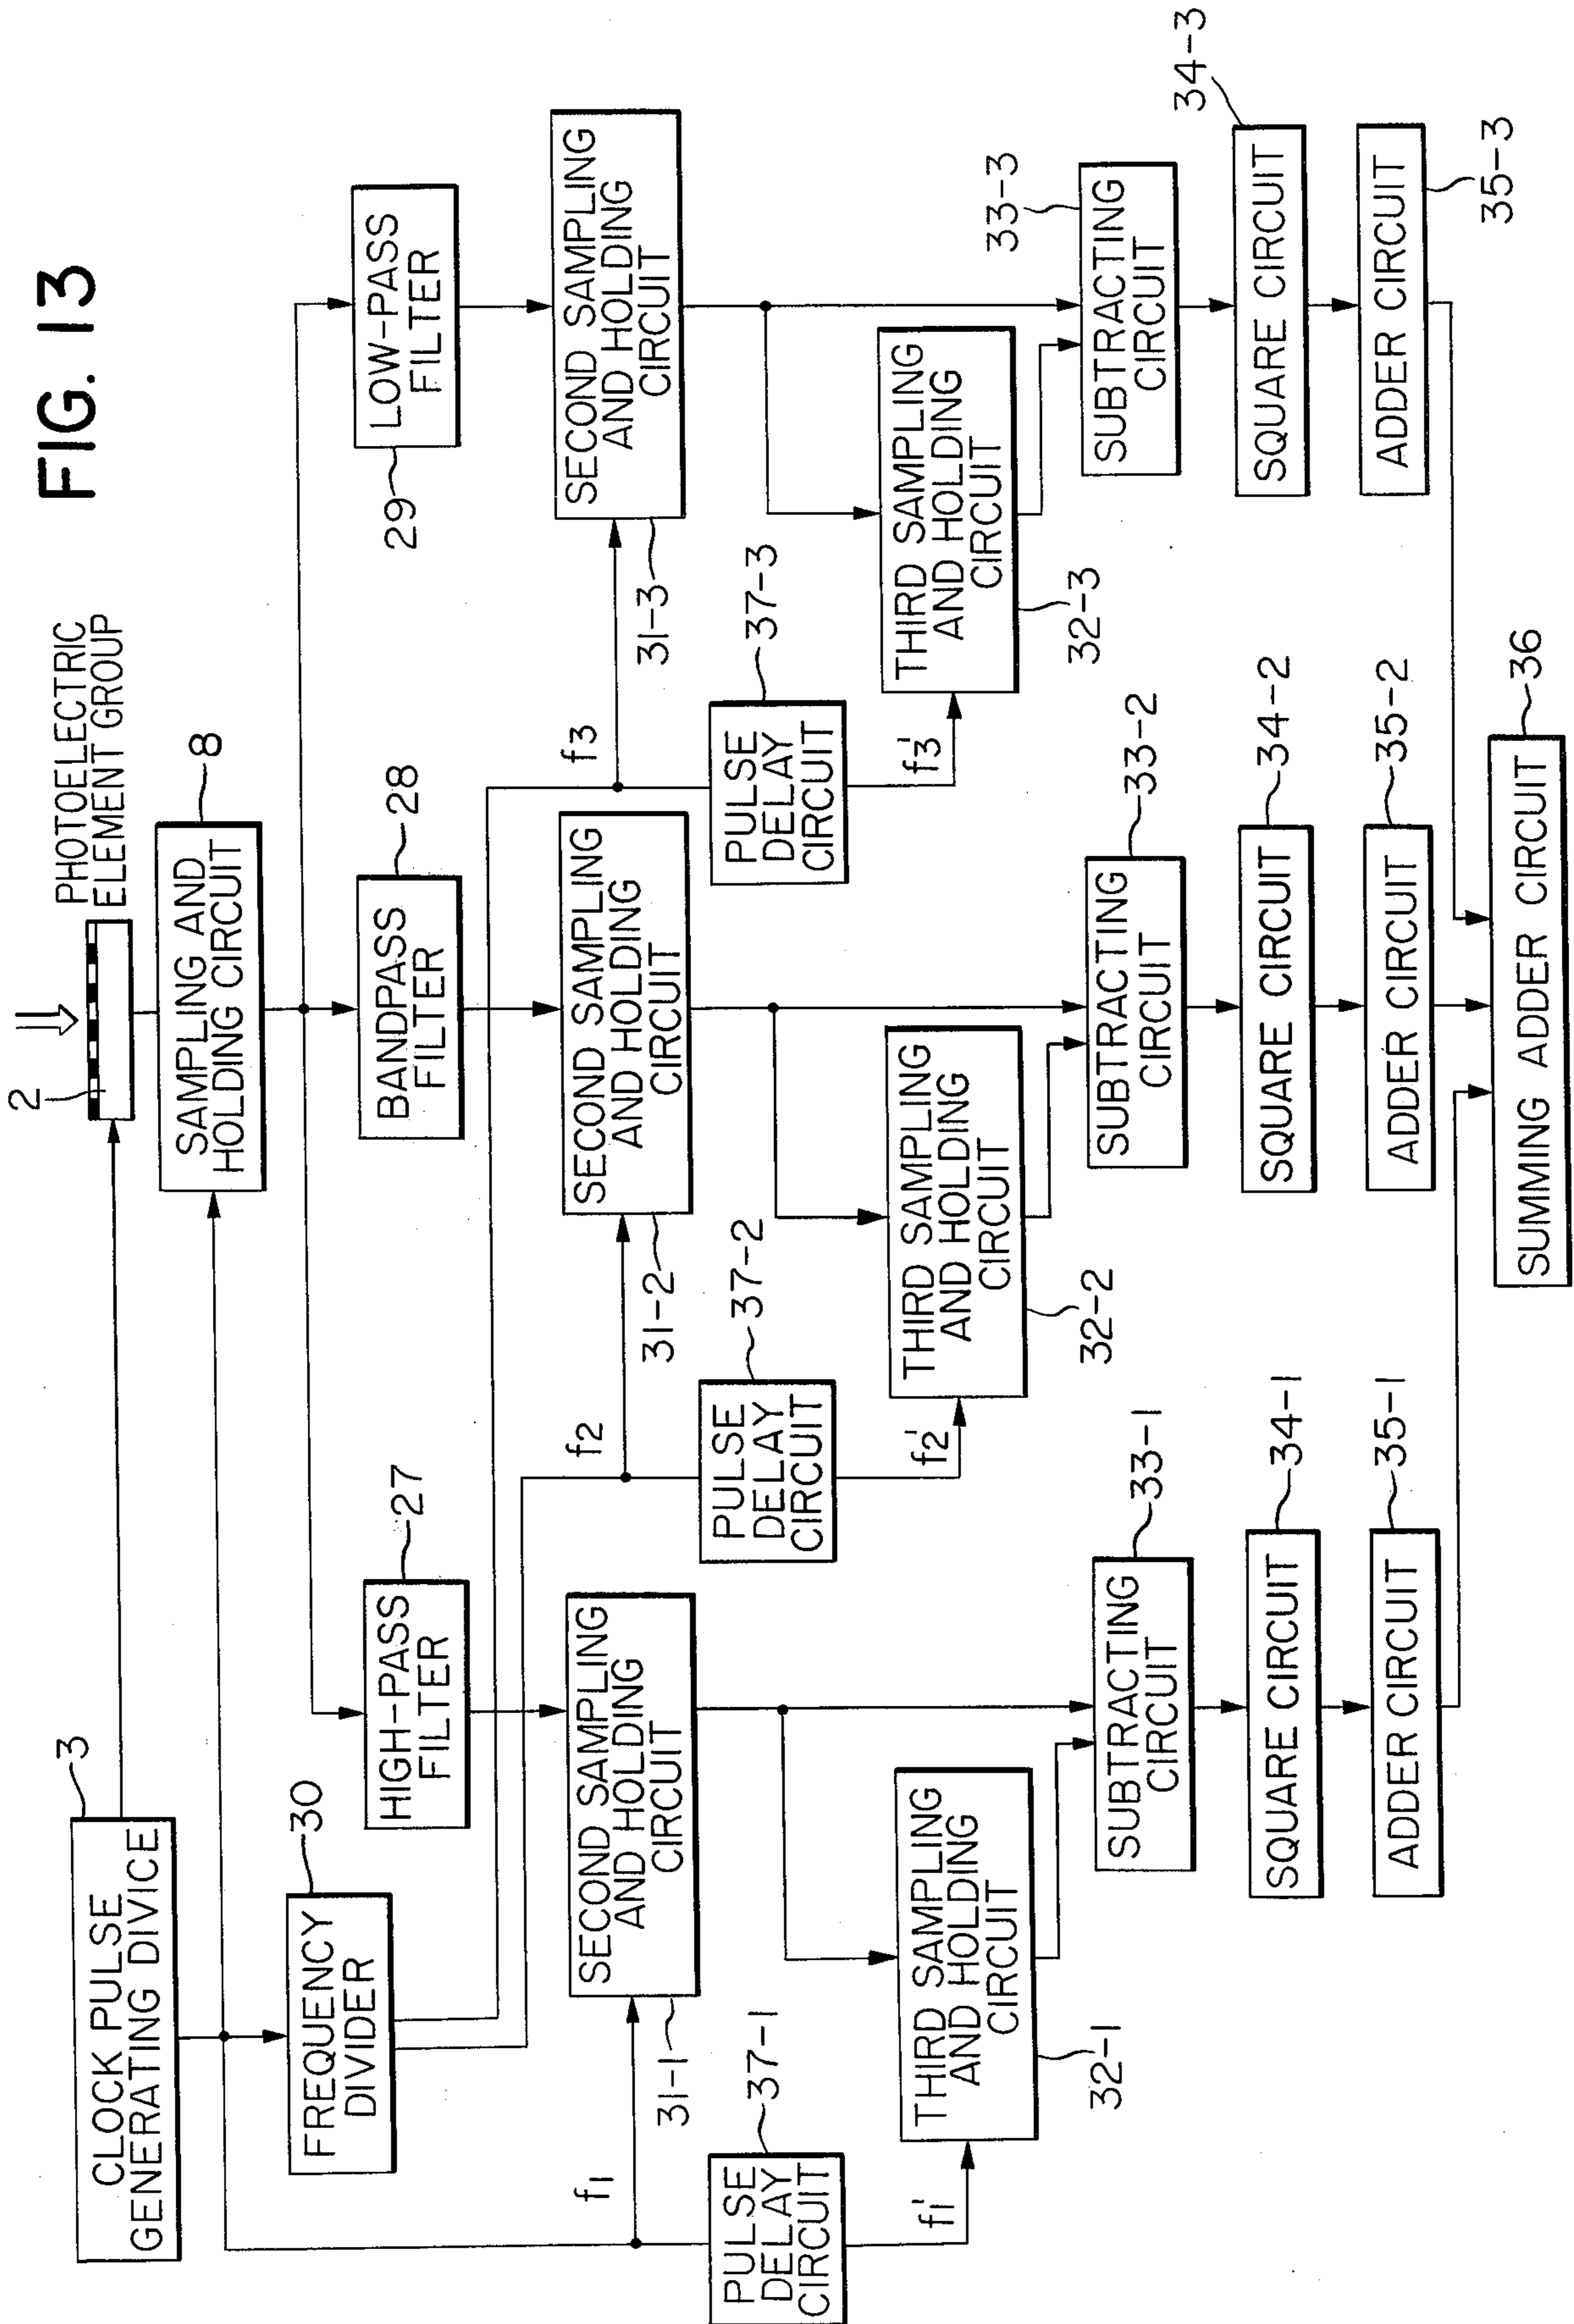 FIG. 13
CLOCK PULSE
GENERATING DIVICE
3
2
PHOTOELECTRIC
ELEMENT GROUP
SAMPLING AND
HOLDING CIRCUIT
8
FREQUENCY
DIVIDER
30
HIGH-PASS
FILTER
27
BANDPASS
FILTER
28
LOW-PASS
FILTER
29
f1
SECOND SAMPLING
AND HOLDING
CIRCUIT
31-1
f2
SECOND SAMPLING
AND HOLDING
CIRCUIT
31-2
f3
SECOND SAMPLING
AND HOLDING
CIRCUIT
31-3
PULSE
DELAY
CIRCUIT
37-1
PULSE
DELAY
CIRCUIT
37-2
PULSE
DELAY
CIRCUIT
37-3
f1'
THIRD SAMPLING
AND HOLDING
CIRCUIT
32-1
f2'
THIRD SAMPLING
AND HOLDING
CIRCUIT
32-2
f3'
THIRD SAMPLING
AND HOLDING
CIRCUIT
32-3
SUBTRACTING
CIRCUIT
33-1
SUBTRACTING
CIRCUIT
33-2
SUBTRACTING
CIRCUIT
33-3
SQUARE CIRCUIT
34-1
SQUARE CIRCUIT
34-2
SQUARE CIRCUIT
34-3
ADDER CIRCUIT
35-1
ADDER CIRCUIT
35-2
ADDER CIRCUIT
35-3
SUMMING ADDER CIRCUIT
36